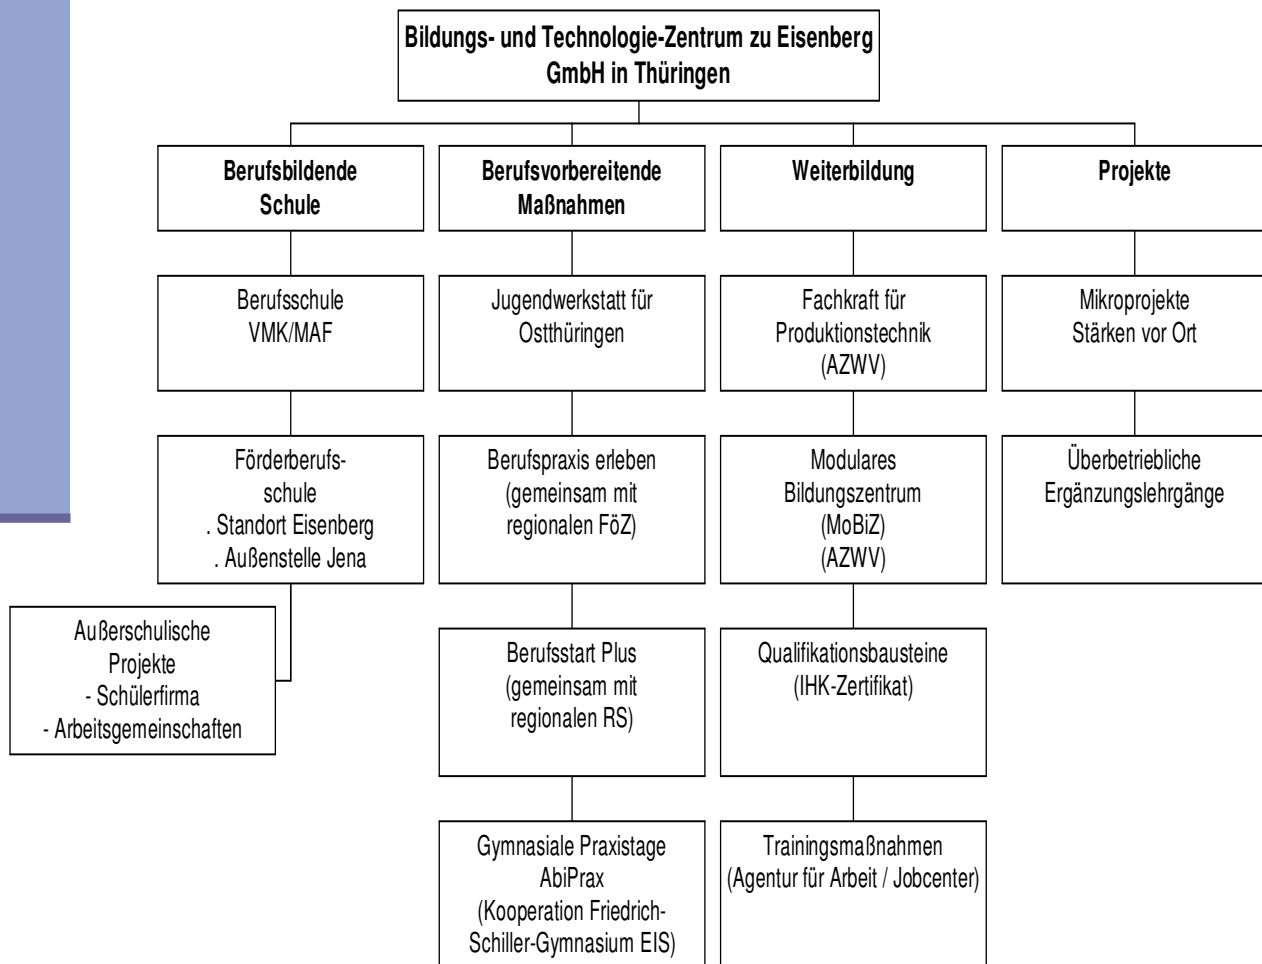 Bildungs- und Technologie-Zentrum zu Eisenberg
GmbH in Thüringen
Berufsbildende
Schule
Berufsschule
VMK/MAF
Förderberufs-
schule
. Standort Eisenberg
. Außenstelle Jena
Außerschulische
Projekte
- Schülerfirma
- Arbeitsgemeinschaften
Berufsvorbereitende
Maßnahmen
Jugendwerkstatt für
Ostthüringen
Berufspraxis erleben
(gemeinsam mit
regionalen FöZ)
Berufsstart Plus
(gemeinsam mit
regionalen RS)
Gymnasiale Praxistage
AbiPrax
(Kooperation Friedrich-
Schiller-Gymnasium EIS)
Weiterbildung
Fachkraft für
Produktionstechnik
(AZWV)
Modulares
Bildungszentrum
(MoBiZ)
(AZWV)
Qualifikationsbausteine
(IHK-Zertifikat)
Trainingsmaßnahmen
(Agentur für Arbeit / Jobcenter)
Projekte
Mikroprojekte
Stärken vor Ort
Überbetriebliche
Ergänzungslehrgänge